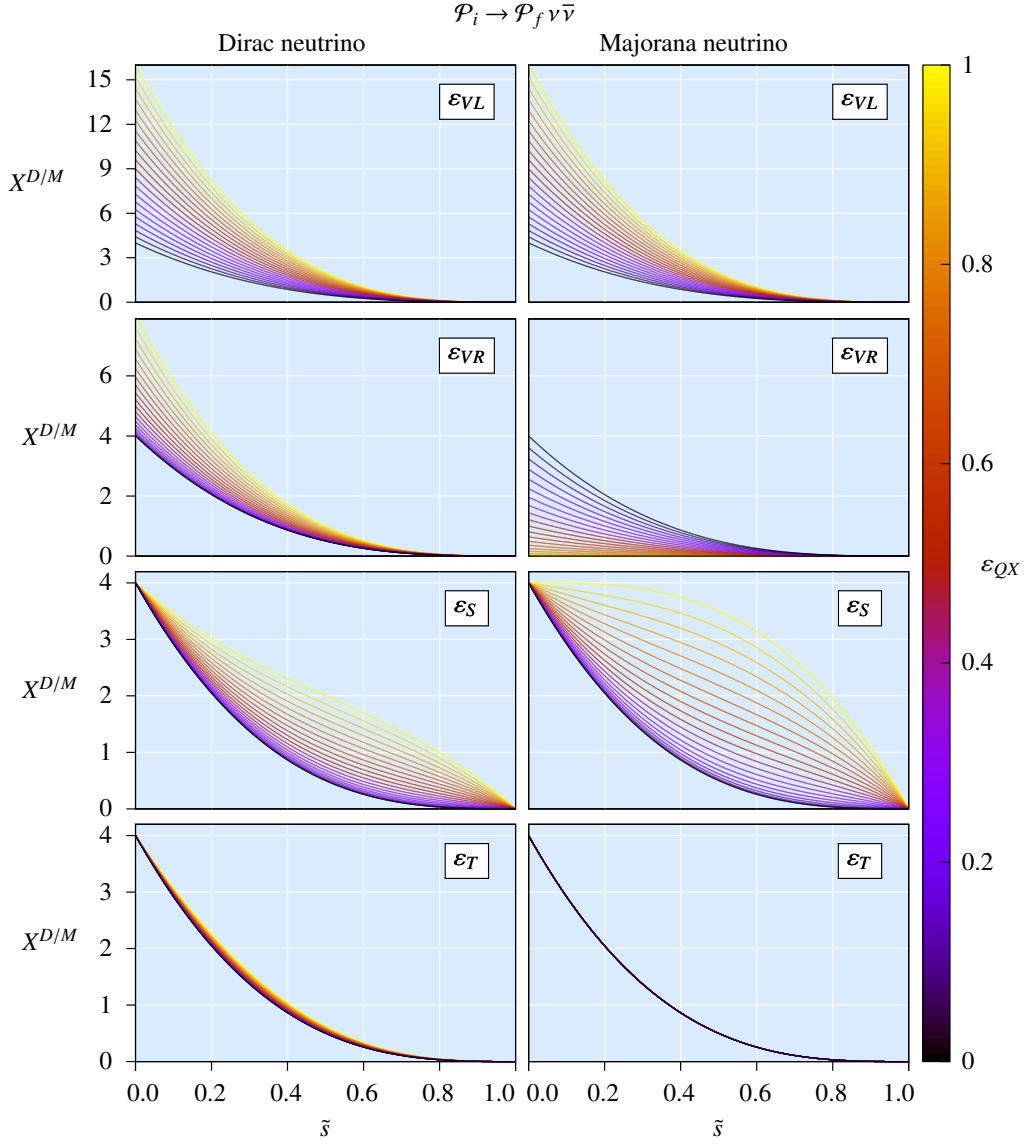 𝒫ᵢ → 𝒫_f ν ν̄
Dirac neutrino
Majorana neutrino
15
12
9
6
3
0
X^{D/M}
ε_{VL}
ε_{VL}
6
4
2
0
X^{D/M}
ε_{VR}
ε_{VR}
4
3
2
1
0
X^{D/M}
ε_S
ε_S
4
3
2
1
0
X^{D/M}
ε_T
ε_T
0.0 0.2 0.4 0.6 0.8 1.0
s̃
0.0 0.2 0.4 0.6 0.8 1.0
s̃
1
0.8
0.6
0.4
0.2
0
ε_{QX}